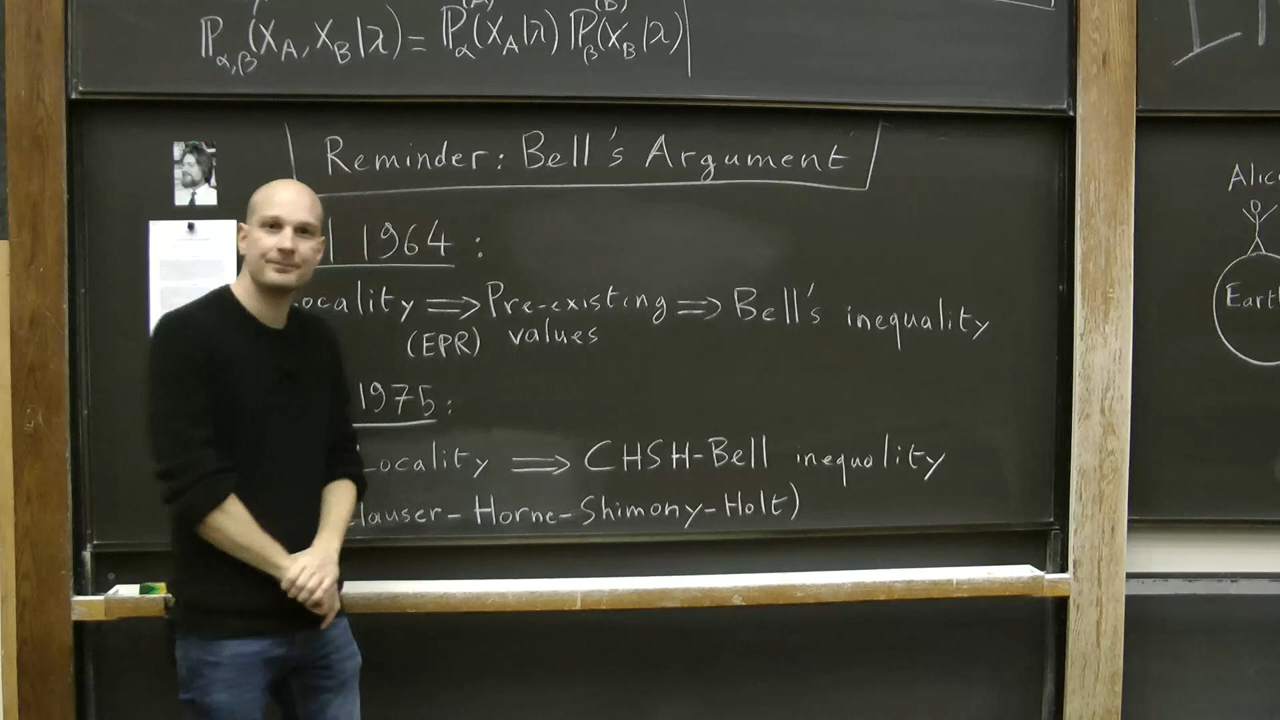 ℙ_{α,β}(X_A, X_B|λ) = ℙ_α^{(A)}(X_A|λ) ℙ_β^{(B)}(X_B|λ)
Reminder: Bell's Argument
1964:
ocality ⟹ Pre-existing ⟹ Bell's inequality
(EPR) values
1975:
Locality ⟹ CHSH-Bell inequality
lauser-Horne-Shimony-Holt)
Alic
Eart